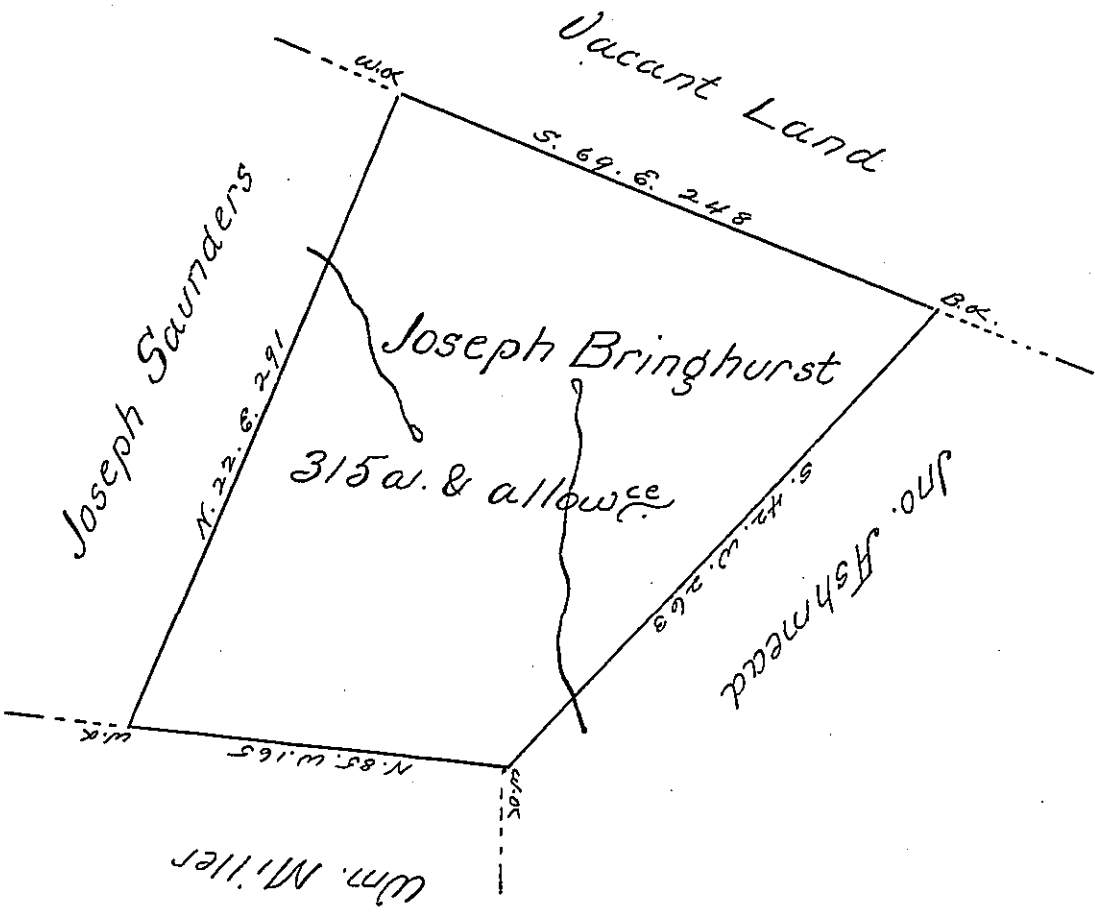 Vacant Land
W.O.
S. 69. E. 248
B.O.
Joseph Saunders
N. 22. E. 291
Joseph Bringhurst
315 a. & allowce
S. 42. W. 263
Jno. Ashmead
W.O.
N. 85. W. 165
W.O.
Wm. Miller